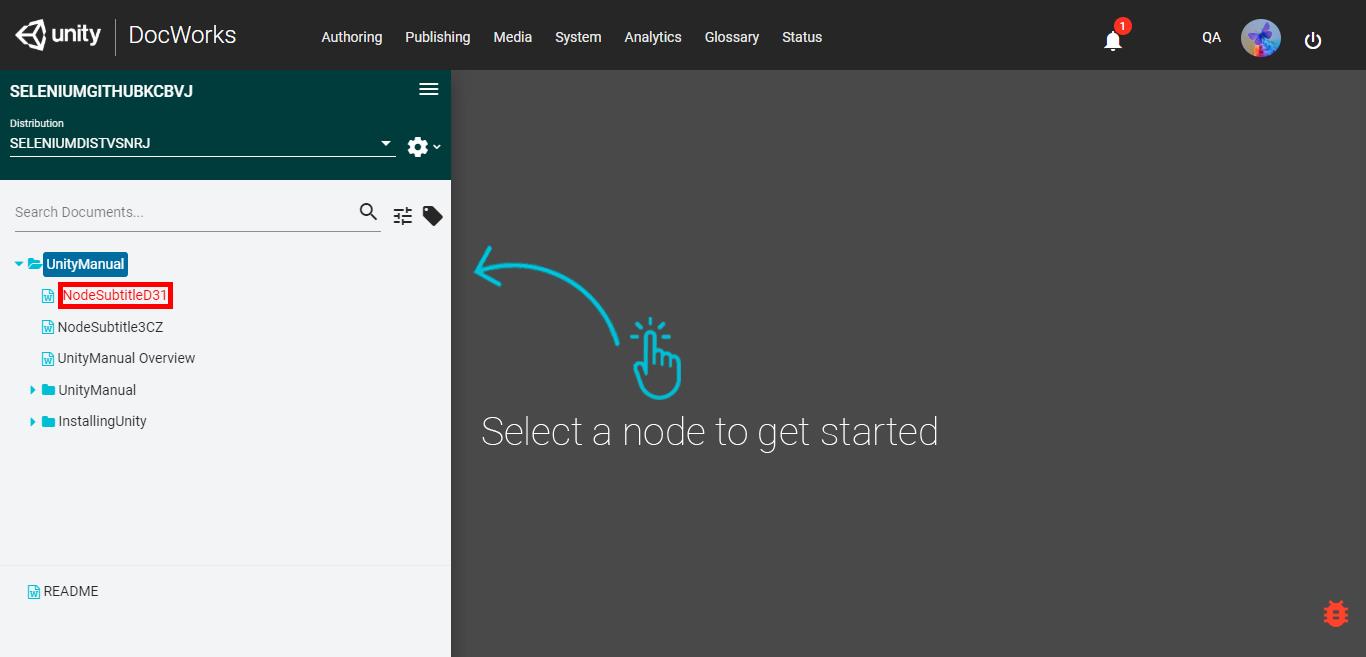 unity DocWorks Authoring Publishing Media System Analytics Glossary Status 1 QA
SELENIUMGITHUBKCBVJ
Distribution
SELENIUMDISTVSNRJ
Search Documents...
UnityManual
NodeSubtitleD31
NodeSubtitle3CZ
UnityManual Overview
UnityManual
InstallingUnity
README
Select a node to get started